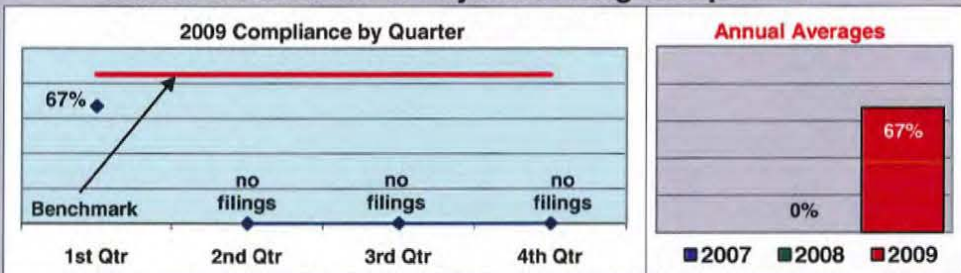 2009 Compliance by Quarter
67%
Benchmark
no filings
no filings
no filings
1st Qtr 2nd Qtr 3rd Qtr 4th Qtr
Annual Averages
67%
0%
2007 2008 2009